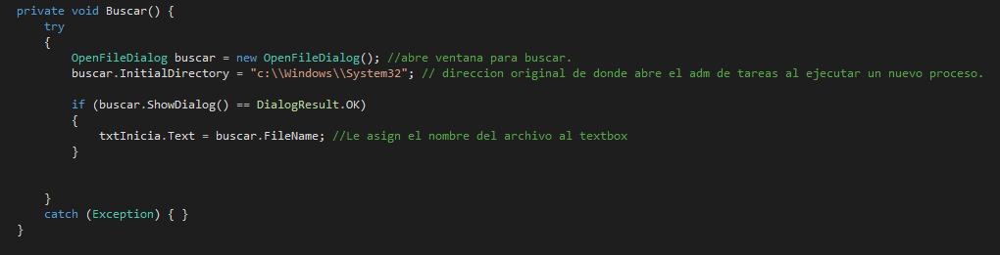 private void Buscar() {
try
{
OpenFileDialog buscar = new OpenFileDialog(); //abre ventana para buscar.
buscar.InitialDirectory = "c:\\Windows\\System32"; // direccion original de donde abre el adm de tareas al ejecutar un nuevo proceso.
if (buscar.ShowDialog() == DialogResult.OK)
{
txtInicia.Text = buscar.FileName; //Le asign el nombre del archivo al textbox
}
}
catch (Exception) { }
}